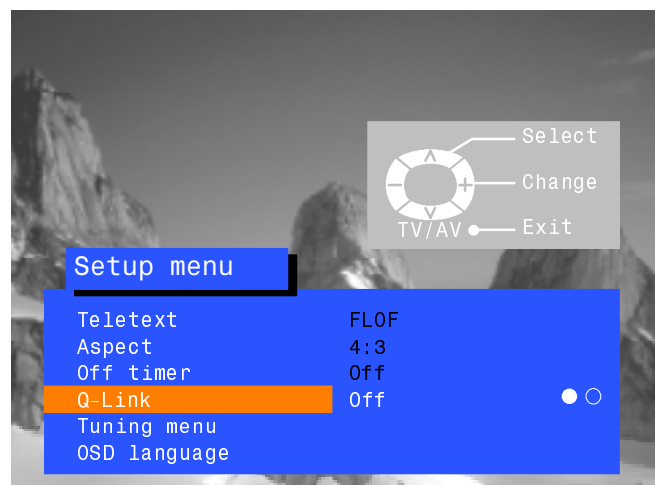 Select
Change
TV/AV Exit
Setup menu
Teletext FLOF
Aspect 4:3
Off timer Off
Q-Link Off
Tuning menu
OSD language